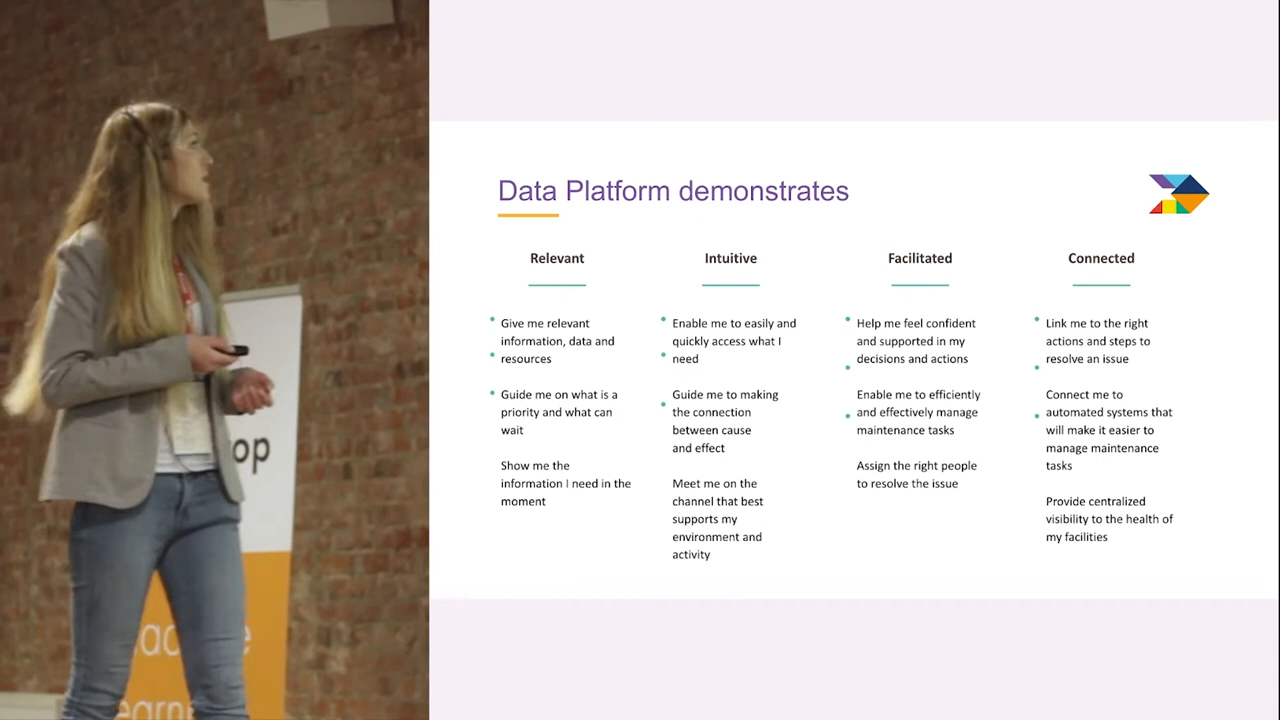 Data Platform demonstrates
Relevant
Give me relevant
information, data and
resources
Guide me on what is a
priority and what can
wait
Show me the
information I need in the
moment
Intuitive
Enable me to easily and
quickly access what I
need
Guide me to making
the connection
between cause
and effect
Meet me on the
channel that best
supports my
environment and
activity
Facilitated
Help me feel confident
and supported in my
decisions and actions
Enable me to efficiently
and effectively manage
maintenance tasks
Assign the right people
to resolve the issue
Connected
Link me to the right
actions and steps to
resolve an issue
Connect me to
automated systems that
will make it easier to
manage maintenance
tasks
Provide centralized
visibility to the health of
my facilities